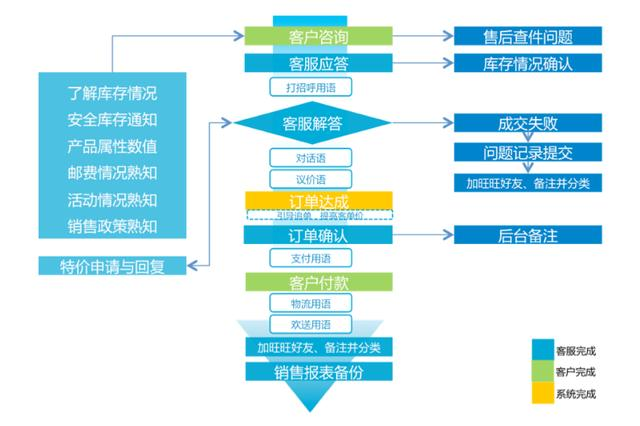 客户咨询
售后查件问题
客服应答
库存情况确认
打招呼用语
了解库存情况
安全库存通知
产品属性数值
邮费情况熟知
活动情况熟知
销售政策熟知
客服解答
成交失败
问题记录提交
加旺旺好友、备注并分类
对话语
议价语
订单达成
引导追单，提高客单价
订单确认
后台备注
支付用语
特价申请与回复
客户付款
物流用语
欢送用语
加旺旺好友、备注并分类
销售报表备份
客服完成
客户完成
系统完成